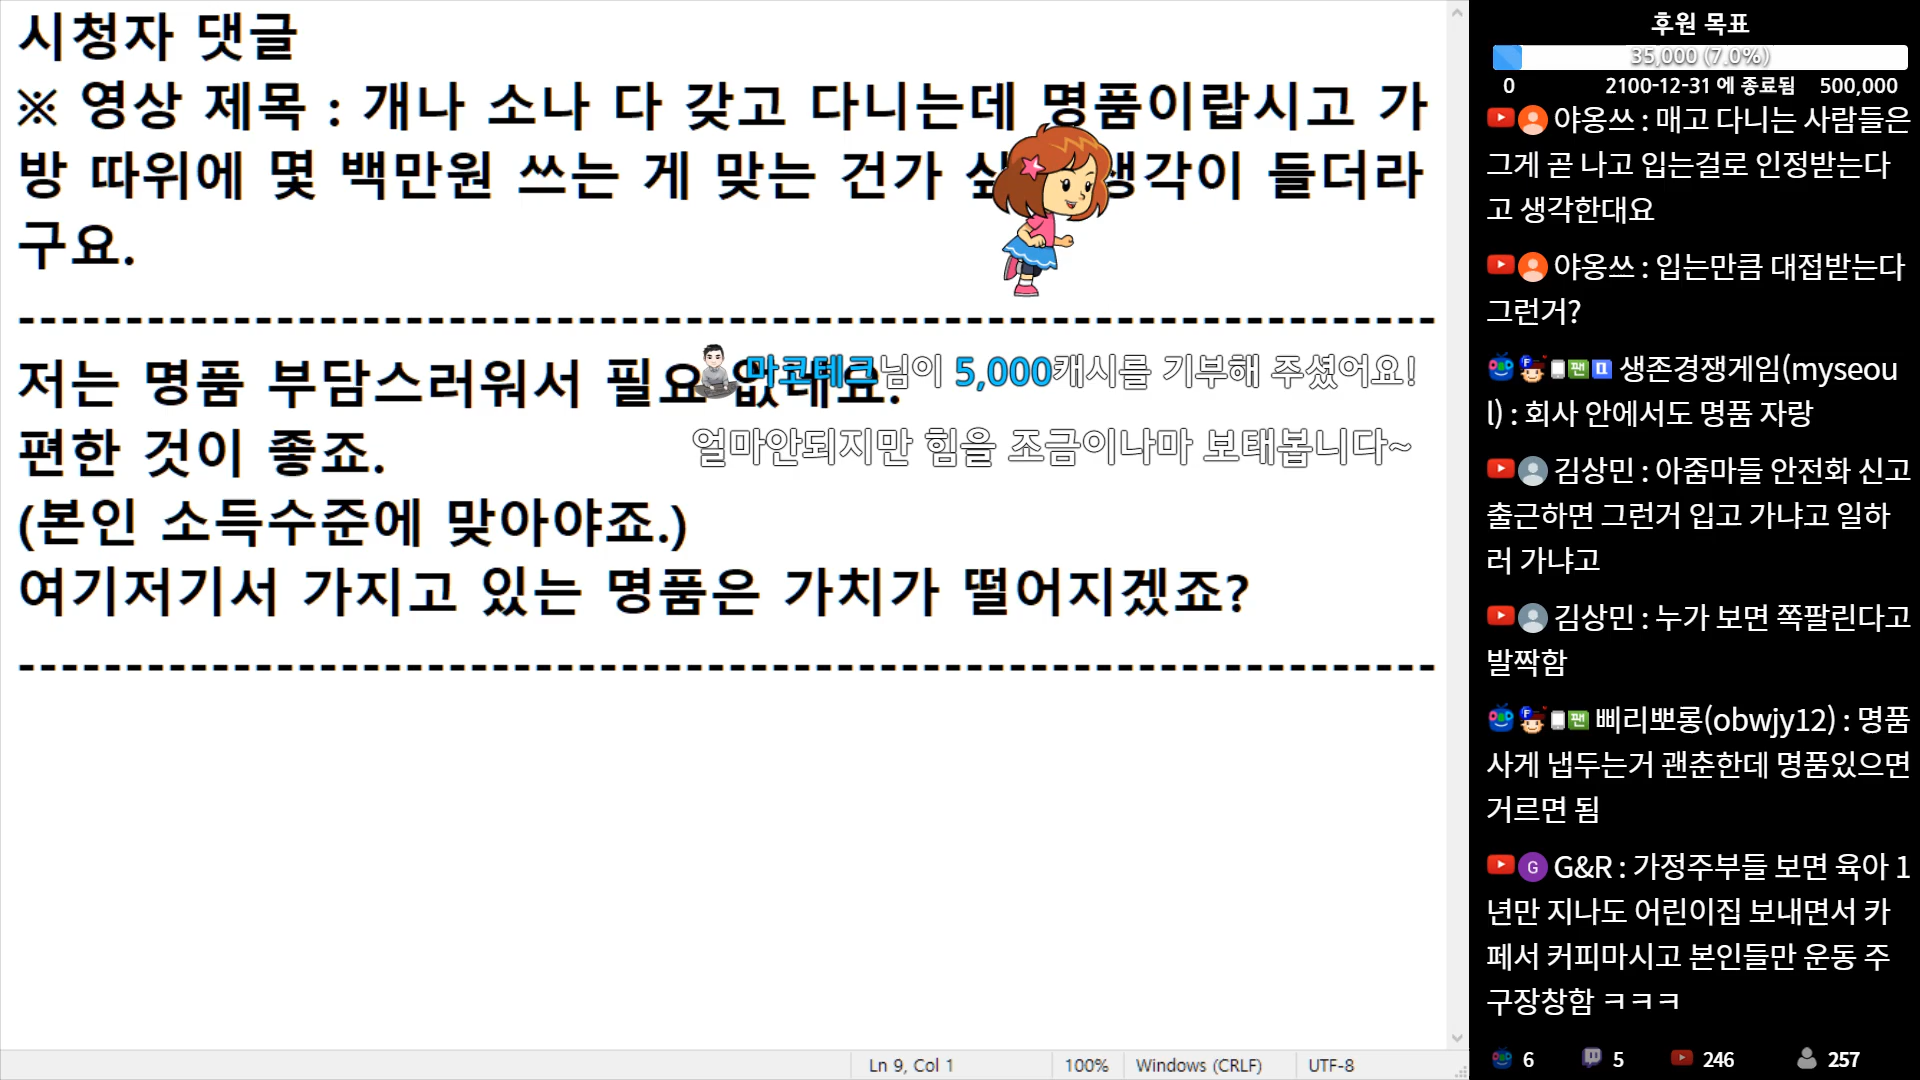 시청자 댓글
※ 영상 제목 : 개나 소나 다 갖고 다니는데 명품이랍시고 가
방 따위에 몇 백만원 쓰는 게 맞는 건가 싶 생각이 들더라
구요.
----------------------------------------------------------------
저는 명품 부담스러워서 필요 없네요.
마코테크님이 5,000캐시를 기부해 주셨어요!
편한 것이 좋죠.
얼마안되지만 힘을 조금이나마 보태봅니다~
(본인 소득수준에 맞아야죠.)
여기저기서 가지고 있는 명품은 가치가 떨어지겠죠?
----------------------------------------------------------------
Ln 9, Col 1
100%
Windows (CRLF)
UTF-8
후원 목표
35,000 (7.0%)
0 2100-12-31 에 종료됨 500,000
야옹쓰 : 매고 다니는 사람들은
그게 곧 나고 입는걸로 인정받는다
고 생각한대요
야옹쓰 : 입는만큼 대접받는다
그런거?
생존경쟁게임(myseou
l) : 회사 안에서도 명품 자랑
김상민 : 아줌마들 안전화 신고
출근하면 그런거 입고 가냐고 일하
러 가냐고
김상민 : 누가 보면 쪽팔린다고
발짝함
삐리뽀롱(obwjy12) : 명품
사게 냅두는거 괜춘한데 명품있으면
거르면 됨
G G&R : 가정주부들 보면 육아 1
년만 지나도 어린이집 보내면서 카
페서 커피마시고 본인들만 운동 주
구장창함 ㅋㅋㅋ
6 5 246 257